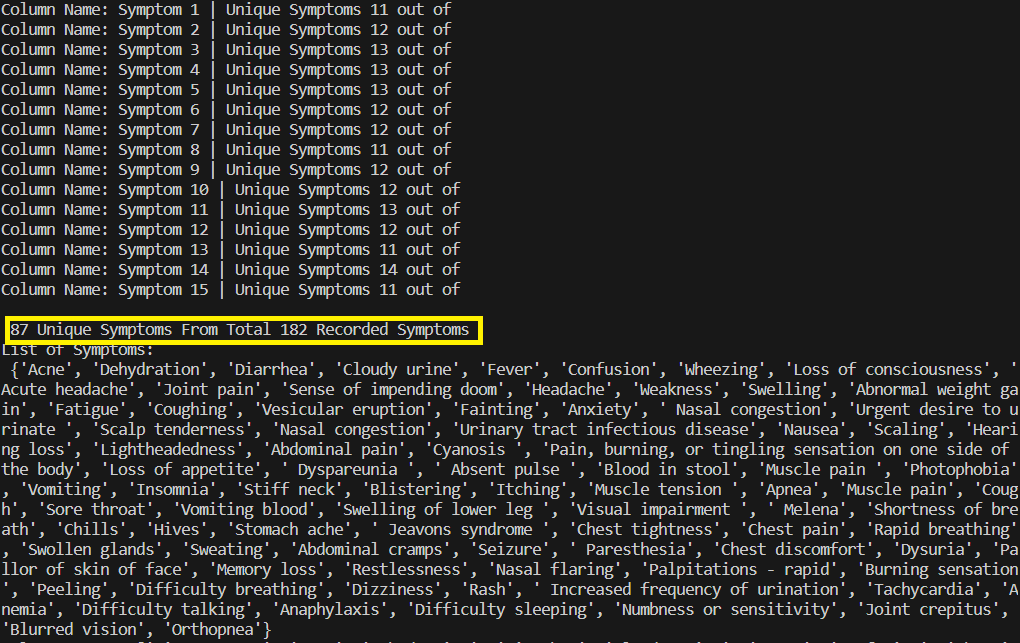 Column Name: Symptom 1 | Unique Symptoms 11 out of
Column Name: Symptom 2 | Unique Symptoms 12 out of
Column Name: Symptom 3 | Unique Symptoms 13 out of
Column Name: Symptom 4 | Unique Symptoms 13 out of
Column Name: Symptom 5 | Unique Symptoms 13 out of
Column Name: Symptom 6 | Unique Symptoms 12 out of
Column Name: Symptom 7 | Unique Symptoms 12 out of
Column Name: Symptom 8 | Unique Symptoms 11 out of
Column Name: Symptom 9 | Unique Symptoms 12 out of
Column Name: Symptom 10 | Unique Symptoms 12 out of
Column Name: Symptom 11 | Unique Symptoms 13 out of
Column Name: Symptom 12 | Unique Symptoms 12 out of
Column Name: Symptom 13 | Unique Symptoms 11 out of
Column Name: Symptom 14 | Unique Symptoms 14 out of
Column Name: Symptom 15 | Unique Symptoms 11 out of
87 Unique Symptoms From Total 182 Recorded Symptoms
List of Symptoms:
{'Acne', 'Dehydration', 'Diarrhea', 'Cloudy urine', 'Fever', 'Confusion', 'Wheezing', 'Loss of consciousness', '
Acute headache', 'Joint pain', 'Sense of impending doom', 'Headache', 'Weakness', 'Swelling', 'Abnormal weight ga
in', 'Fatigue', 'Coughing', 'Vesicular eruption', 'Fainting', 'Anxiety', ' Nasal congestion', 'Urgent desire to u
rinate ', 'Scalp tenderness', 'Nasal congestion', 'Urinary tract infectious disease', 'Nausea', 'Scaling', 'Heari
ng loss', 'Lightheadedness', 'Abdominal pain', 'Cyanosis ', 'Pain, burning, or tingling sensation on one side of
the body', 'Loss of appetite', ' Dyspareunia ', ' Absent pulse ', 'Blood in stool', 'Muscle pain ', 'Photophobia'
, 'Vomiting', 'Insomnia', 'Stiff neck', 'Blistering', 'Itching', 'Muscle tension ', 'Apnea', 'Muscle pain', 'Coug
h', 'Sore throat', 'Vomiting blood', 'Swelling of lower leg ', 'Visual impairment ', ' Melena', 'Shortness of bre
ath', 'Chills', 'Hives', 'Stomach ache', ' Jeavons syndrome ', 'Chest tightness', 'Chest pain', 'Rapid breathing'
, 'Swollen glands', 'Sweating', 'Abdominal cramps', 'Seizure', ' Paresthesia', 'Chest discomfort', 'Dysuria', 'Pa
llor of skin of face', 'Memory loss', 'Restlessness', 'Nasal flaring', 'Palpitations - rapid', 'Burning sensation
', 'Peeling', 'Difficulty breathing', 'Dizziness', 'Rash', ' Increased frequency of urination', 'Tachycardia', 'A
nemia', 'Difficulty talking', 'Anaphylaxis', 'Difficulty sleeping', 'Numbness or sensitivity', 'Joint crepitus',
'Blurred vision', 'Orthopnea'}